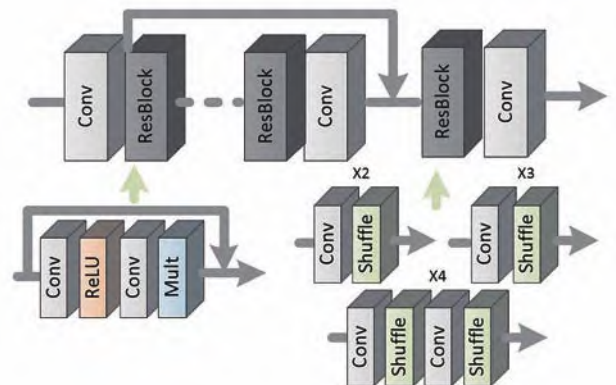 Conv
ResBlock
ResBlock
Conv
ResBlock
Conv
X2
X3
Conv
ReLU
Conv
Mult
Conv
Shuffle
Conv
Shuffle
X4
Conv
Shuffle
Conv
Shuffle